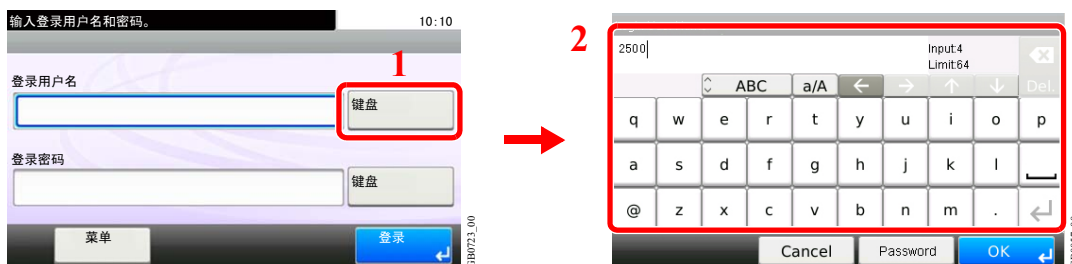 输入登录用户名和密码。 10:10
1
登录用户名
键盘
登录密码
键盘
菜单 登录
GB0723_00
2
2500
Input:4
Limit:64
ABC a/A ← → ↑ ↓ Del.
q w e r t y u i o p
a s d f g h j k l
@ z x c v b n m .
Cancel Password OK